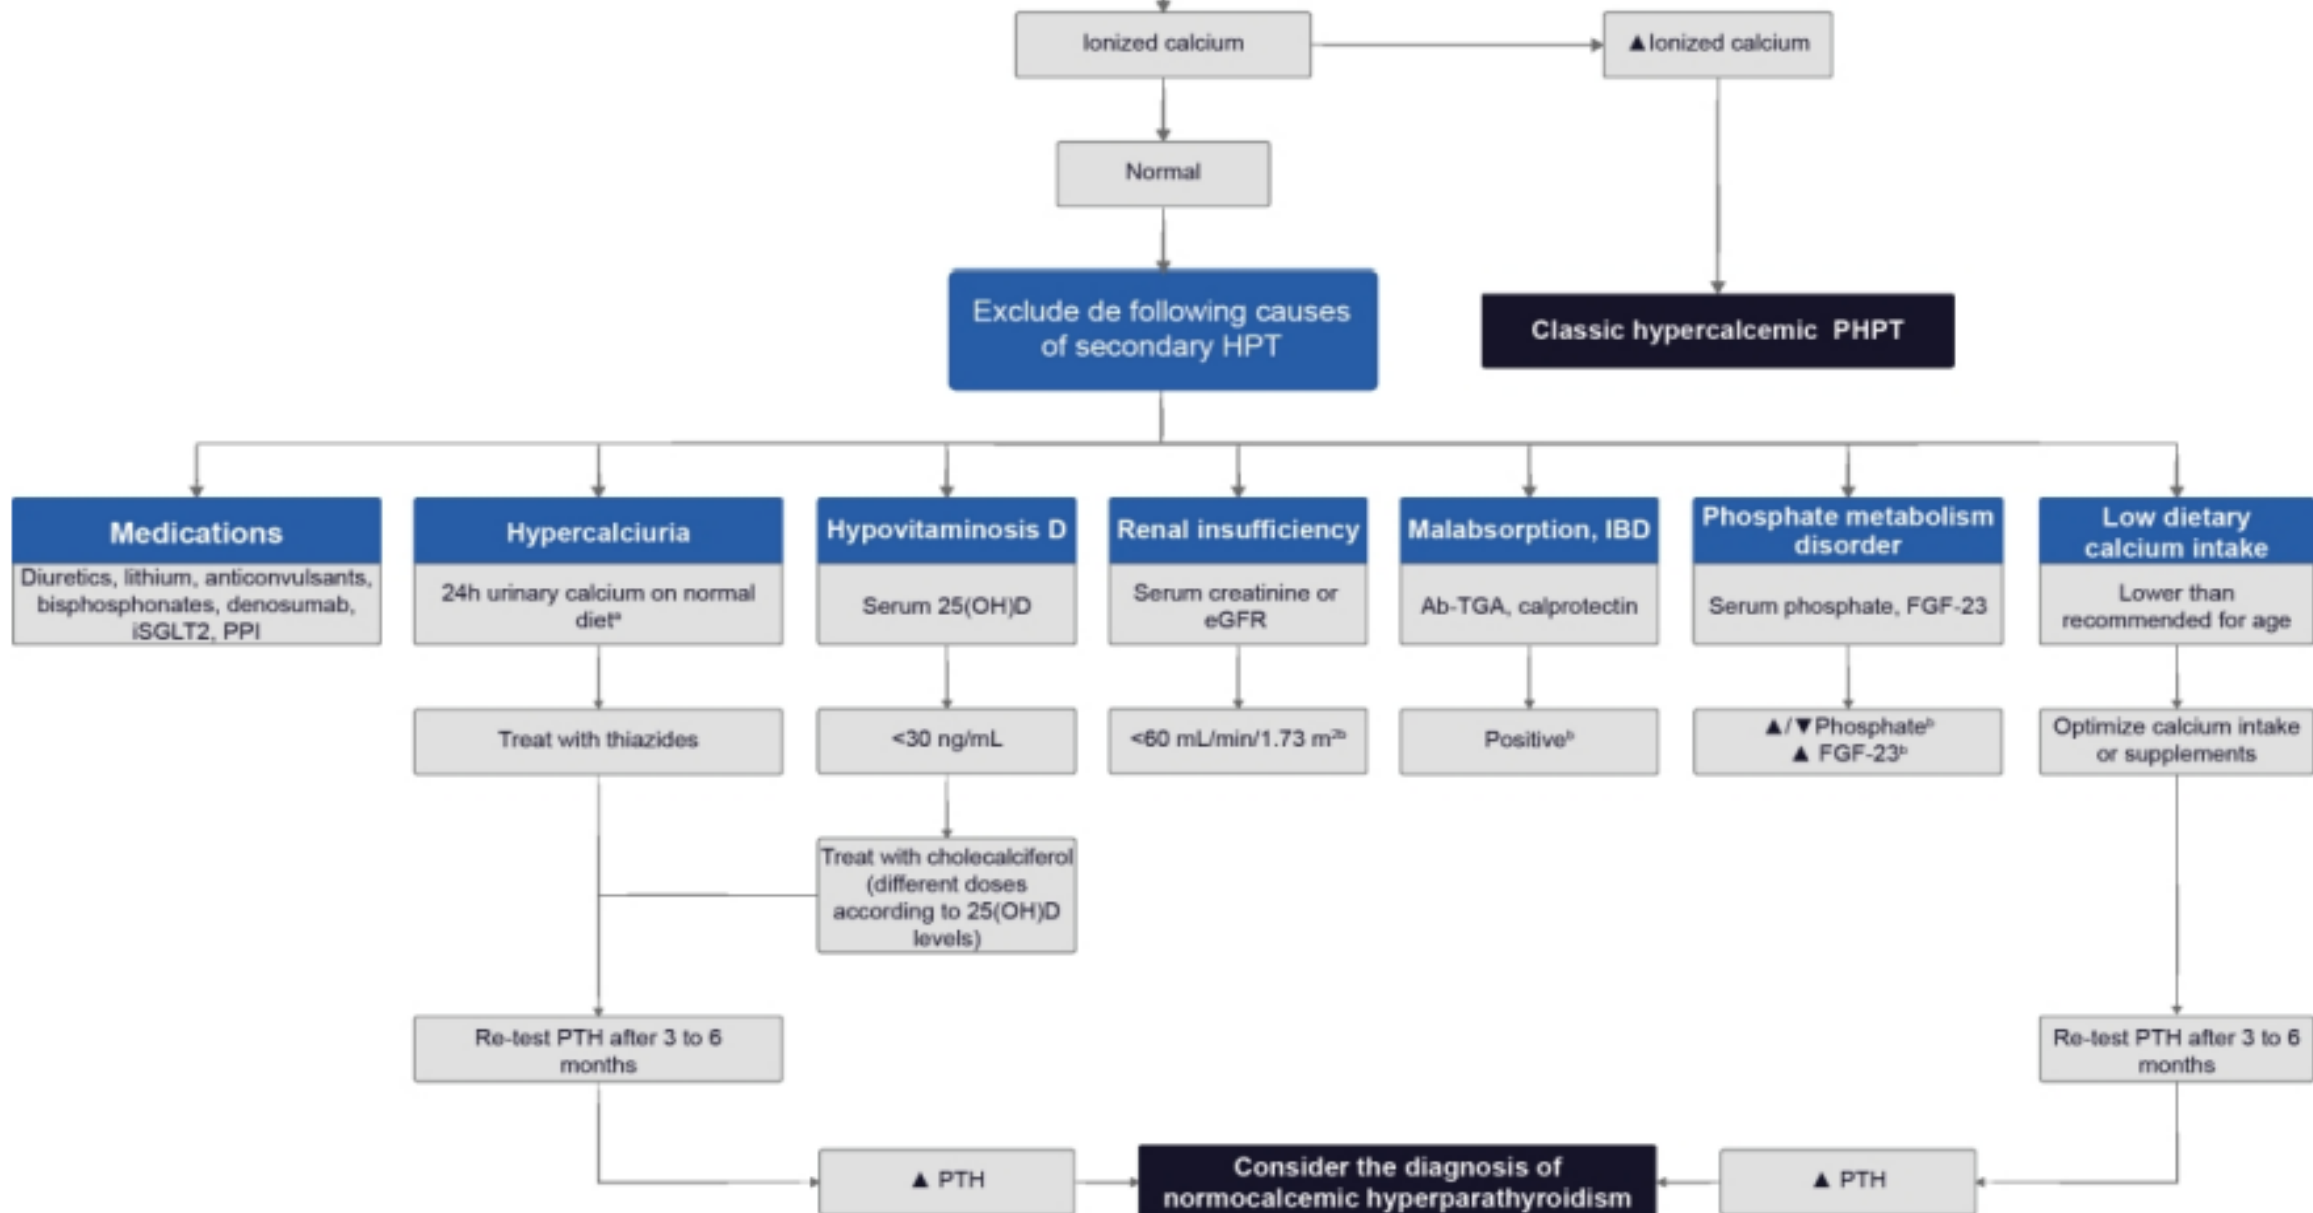 Ionized calcium
▲Ionized calcium
Normal
Exclude de following causes
of secondary HPT
Classic hypercalcemic PHPT
Medications
Diuretics, lithium, anticonvulsants,
bisphosphonates, denosumab,
iSGLT2, PPI
Hypercalciuria
24h urinary calcium on normal
dietᵃ
Hypovitaminosis D
Serum 25(OH)D
Renal insufficiency
Serum creatinine or
eGFR
Malabsorption, IBD
Ab-TGA, calprotectin
Phosphate metabolism
disorder
Serum phosphate, FGF-23
Low dietary
calcium intake
Lower than
recommended for age
Treat with thiazides
<30 ng/mL
<60 mL/min/1.73 m²ᵇ
Positiveᵇ
▲/▼Phosphateᵇ
▲ FGF-23ᵇ
Optimize calcium intake
or supplements
Treat with cholecalciferol
(different doses
according to 25(OH)D
levels)
Re-test PTH after 3 to 6
months
Re-test PTH after 3 to 6
months
▲ PTH
Consider the diagnosis of
normocalcemic hyperparathyroidism
▲ PTH